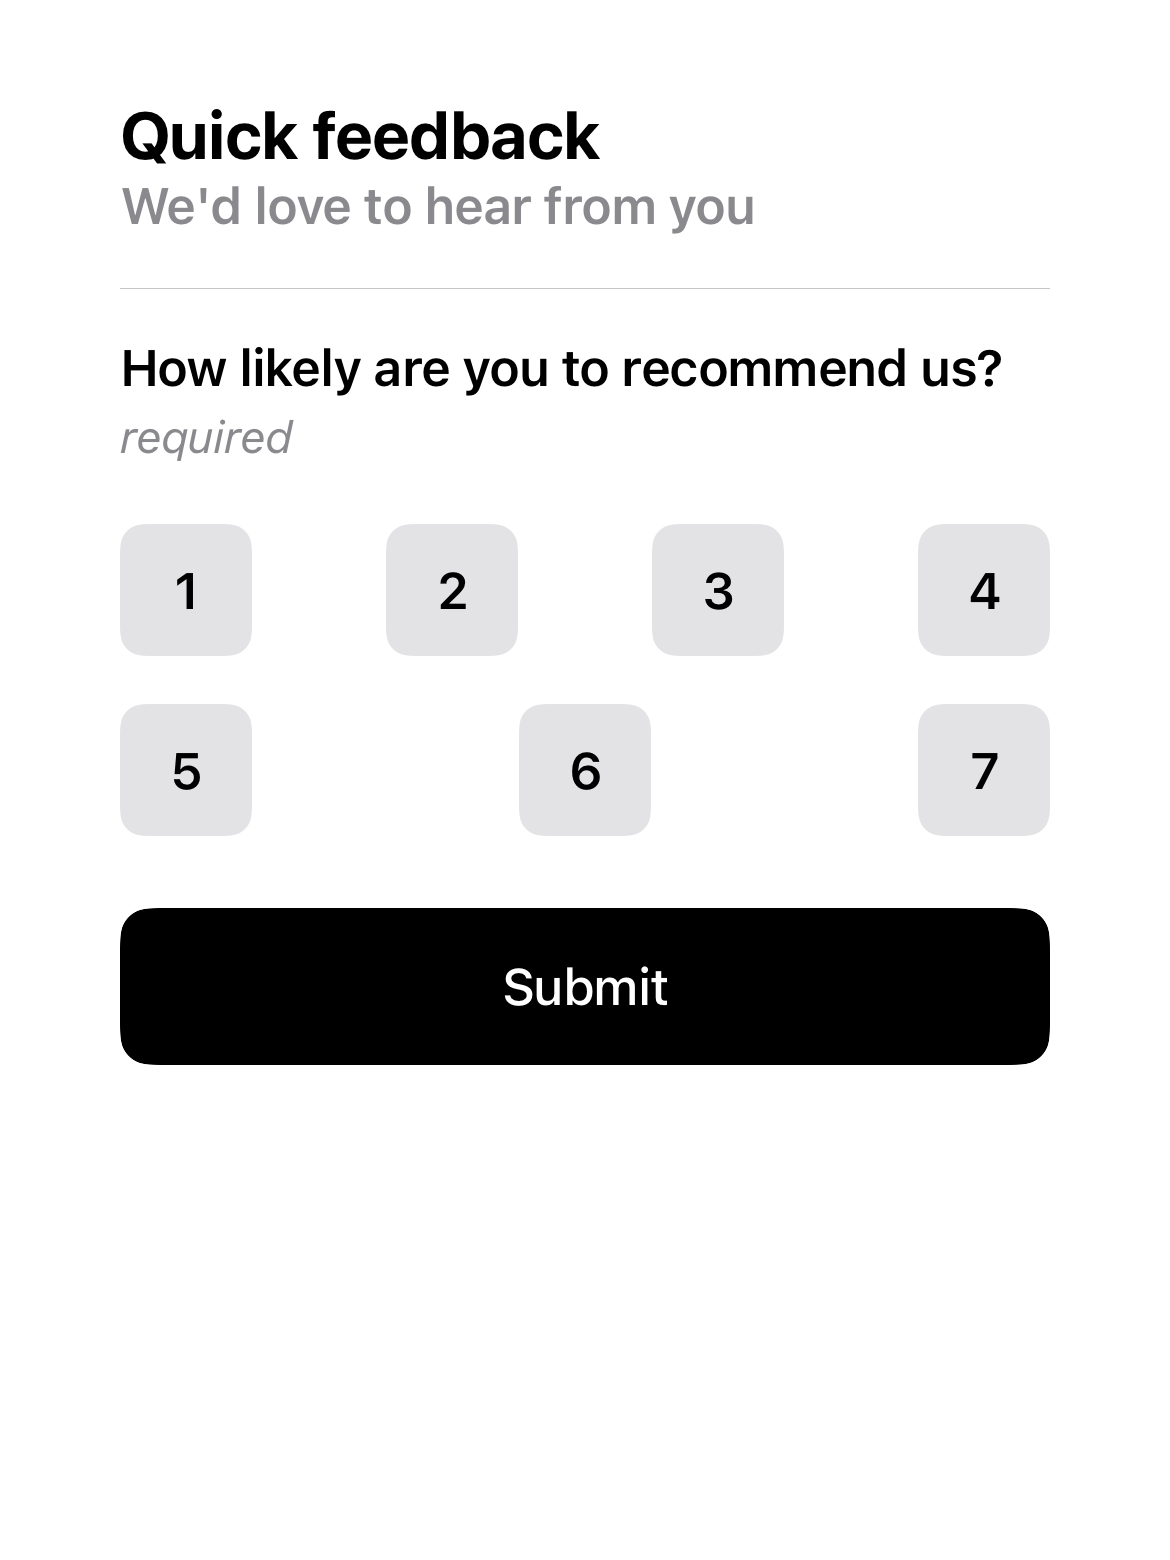 Quick feedback
We'd love to hear from you
How likely are you to recommend us?
required
1 2 3 4
5 6 7
Submit